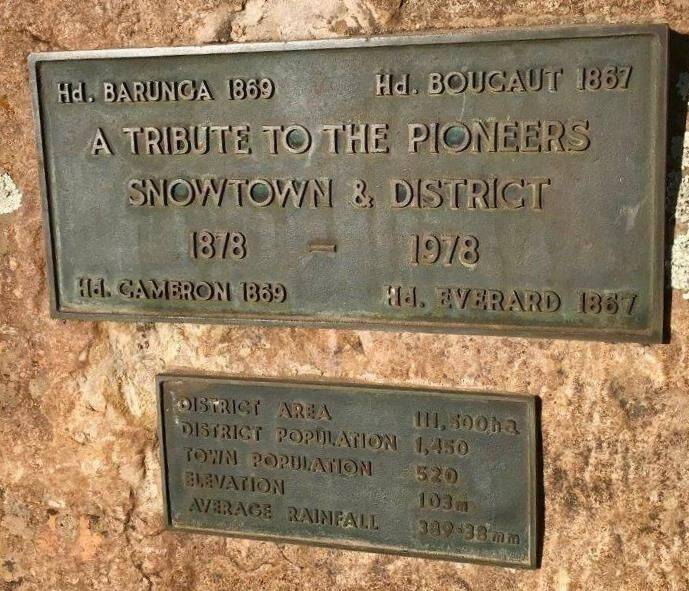 Hd. BARUNGA 1869 Hd. BOUCAUT 1867
A TRIBUTE TO THE PIONEERS
SNOWTOWN & DISTRICT
1878 – 1978
Hd. CAMERON 1869 Hd. EVERARD 1867
DISTRICT AREA 111,500ha
DISTRICT POPULATION 1,450
TOWN POPULATION 520
ELEVATION 103m
AVERAGE RAINFALL 389·38mm